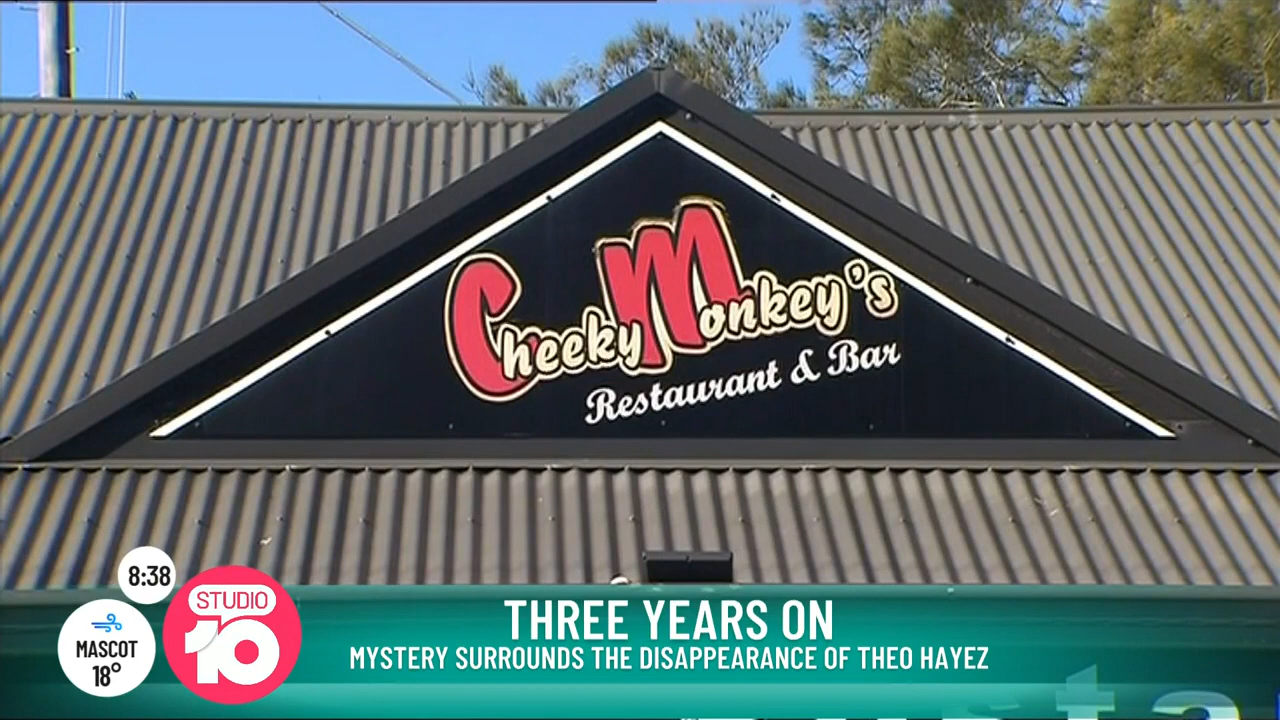 Cheeky Monkey's
Restaurant & Bar
8:38
STUDIO
10
MASCOT
18°
THREE YEARS ON
MYSTERY SURROUNDS THE DISAPPEARANCE OF THEO HAYEZ